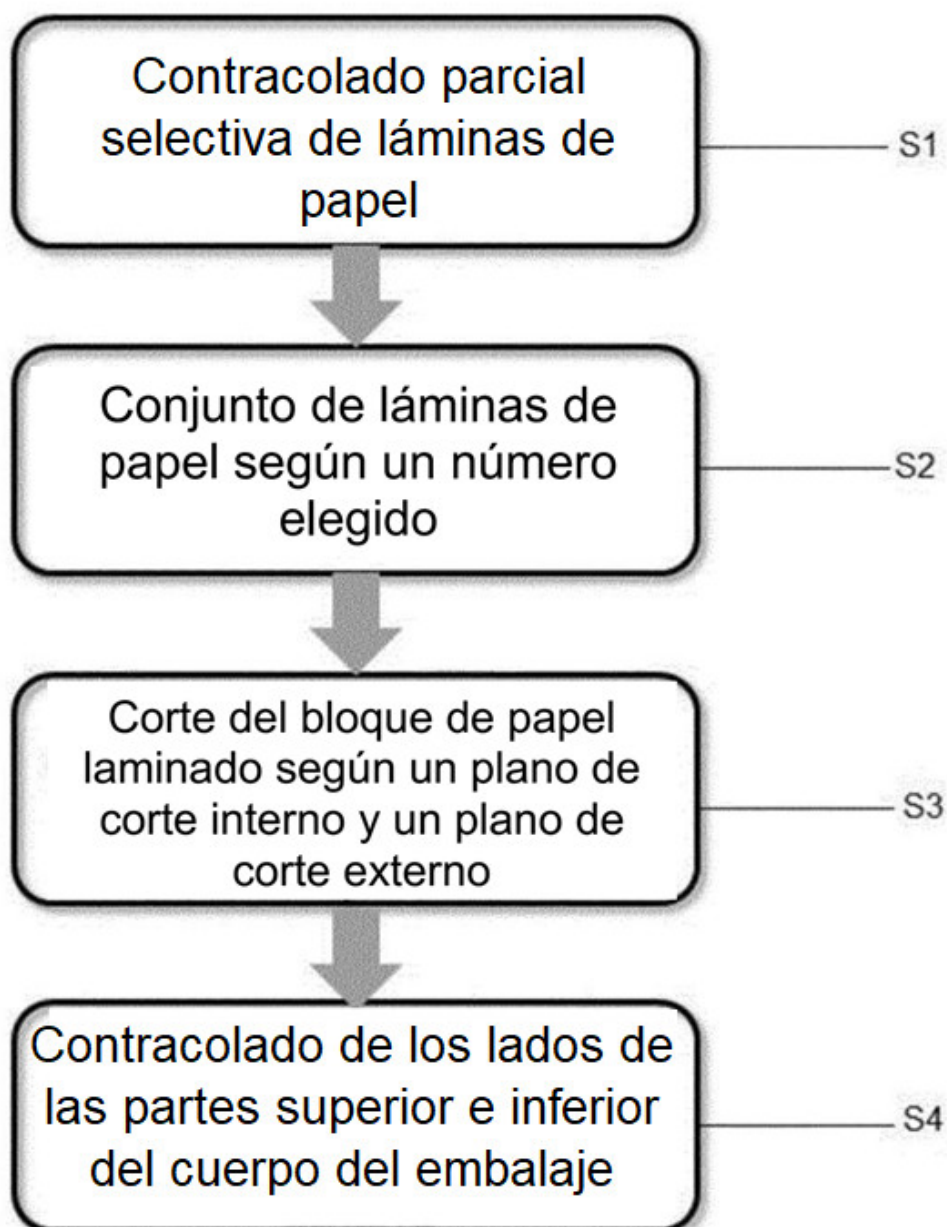 Contracolado parcial
selectiva de láminas de
papel
S1
Conjunto de láminas de
papel según un número
elegido
S2
Corte del bloque de papel
laminado según un plano de
corte interno y un plano de
corte externo
S3
Contracolado de los lados de
las partes superior e inferior
del cuerpo del embalaje
S4